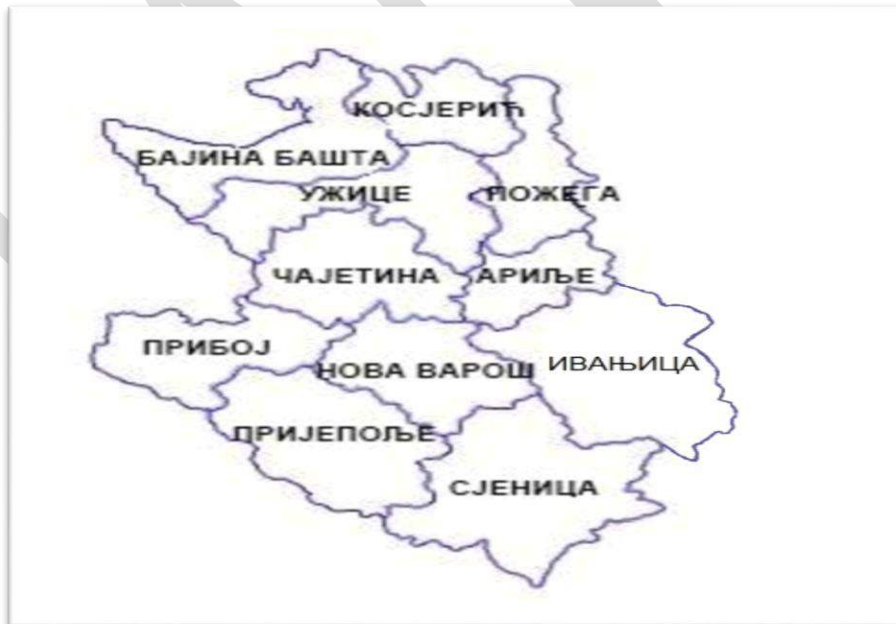 КОСЈЕРИЋ
БАЈИНА БАШТА
УЖИЦЕ
ПОЖЕГА
ЧАЈЕТИНА
АРИЉЕ
ПРИБОЈ
НОВА ВАРОШ
ИВАЊИЦА
ПРИЈЕПОЉЕ
СЈЕНИЦА